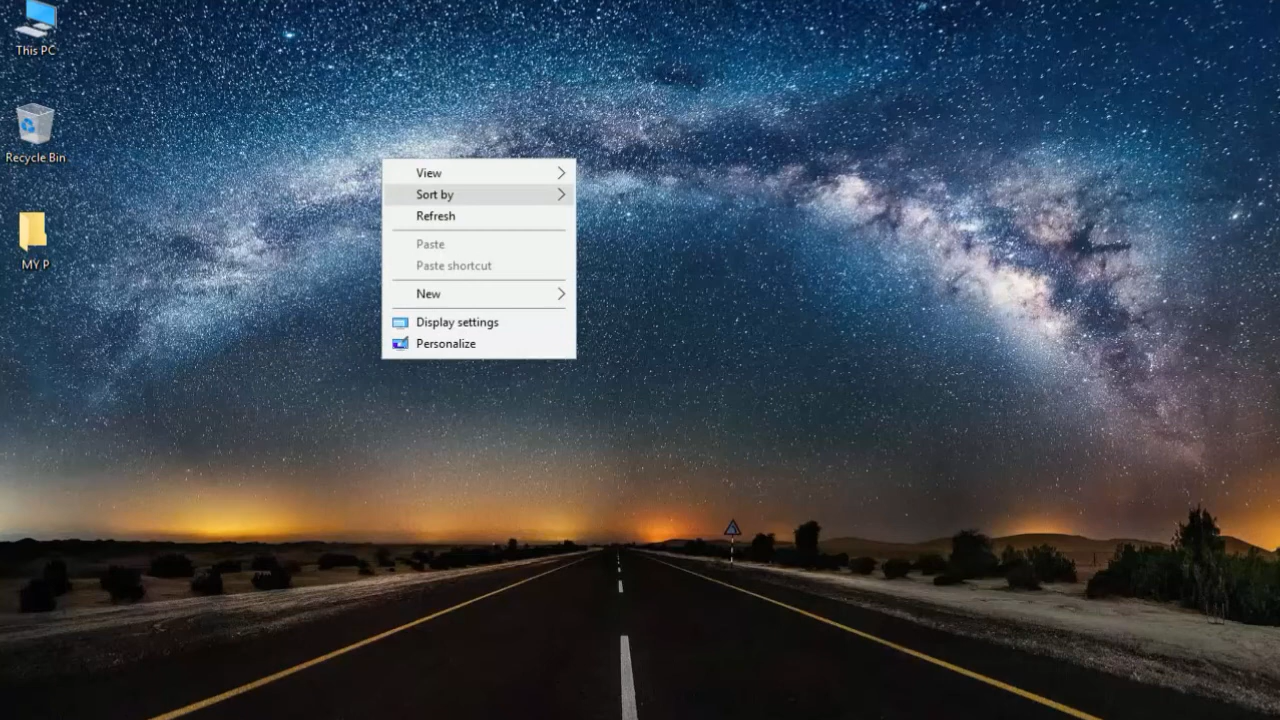 This PC
Recycle Bin
MY P
View
Sort by
Refresh
Paste
Paste shortcut
New
Display settings
Personalize